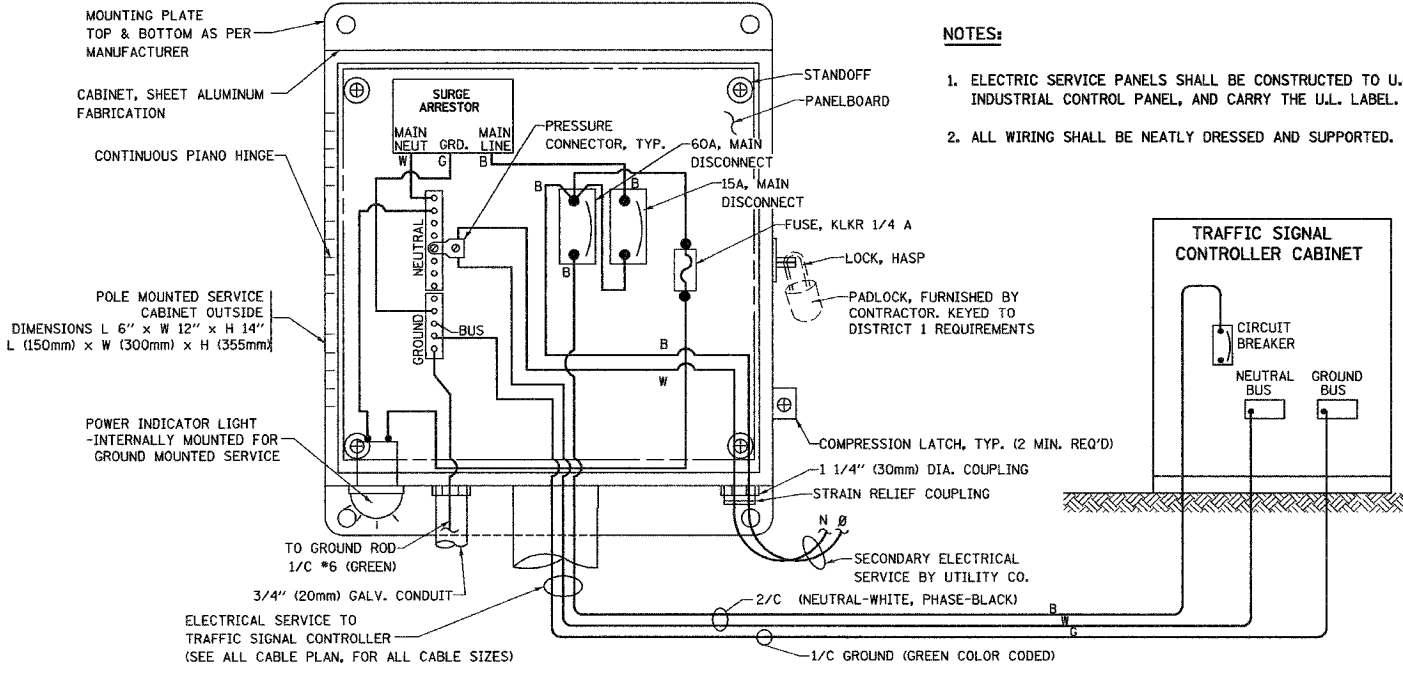 MOUNTING PLATE
TOP & BOTTOM AS PER
MANUFACTURER
CABINET, SHEET ALUMINUM
FABRICATION
CONTINUOUS PIANO HINGE
POLE MOUNTED SERVICE
CABINET OUTSIDE
DIMENSIONS L 6" x W 12" x H 14"
L (150mm) x W (300mm) x H (355mm)
POWER INDICATOR LIGHT
-INTERNALLY MOUNTED FOR
GROUND MOUNTED SERVICE
SURGE
ARRESTOR
MAIN
NEUT
GRD.
MAIN
LINE
W
G
B
NEUTRAL
GROUND
BUS
PRESSURE
CONNECTOR, TYP.
60A, MAIN
DISCONNECT
15A, MAIN
DISCONNECT
B
B
B
B
W
STANDOFF
PANELBOARD
FUSE, KLKR 1/4 A
LOCK, HASP
PADLOCK, FURNISHED BY
CONTRACTOR. KEYED TO
DISTRICT 1 REQUIREMENTS
COMPRESSION LATCH, TYP. (2 MIN. REQ'D)
1 1/4" (30mm) DIA. COUPLING
STRAIN RELIEF COUPLING
N Ø
SECONDARY ELECTRICAL
SERVICE BY UTILITY CO.
TO GROUND ROD
1/C #6 (GREEN)
3/4" (20mm) GALV. CONDUIT
ELECTRICAL SERVICE TO
TRAFFIC SIGNAL CONTROLLER
(SEE ALL CABLE PLAN, FOR ALL CABLE SIZES)
2/C (NEUTRAL-WHITE, PHASE-BLACK)
B
W
G
1/C GROUND (GREEN COLOR CODED)
NOTES:
1. ELECTRIC SERVICE PANELS SHALL BE CONSTRUCTED TO U.
INDUSTRIAL CONTROL PANEL, AND CARRY THE U.L. LABEL.
2. ALL WIRING SHALL BE NEATLY DRESSED AND SUPPORTED.
TRAFFIC SIGNAL
CONTROLLER CABINET
CIRCUIT
BREAKER
NEUTRAL
BUS
GROUND
BUS